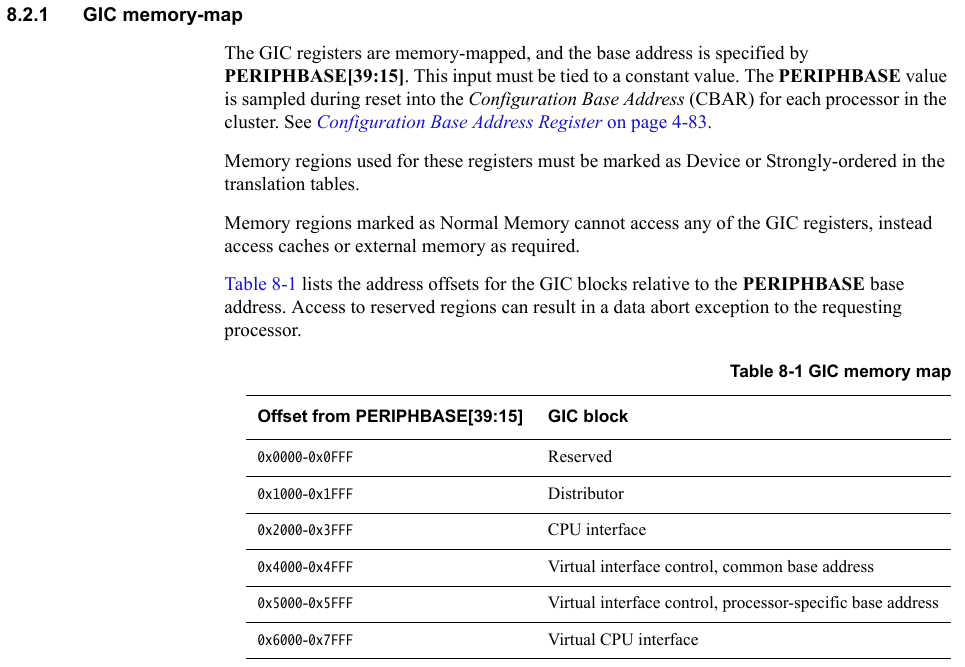 8.2.1 GIC memory-map
The GIC registers are memory-mapped, and the base address is specified by
PERIPHBASE[39:15]. This input must be tied to a constant value. The PERIPHBASE value
is sampled during reset into the Configuration Base Address (CBAR) for each processor in the
cluster. See Configuration Base Address Register on page 4-83.
Memory regions used for these registers must be marked as Device or Strongly-ordered in the
translation tables.
Memory regions marked as Normal Memory cannot access any of the GIC registers, instead
access caches or external memory as required.
Table 8-1 lists the address offsets for the GIC blocks relative to the PERIPHBASE base
address. Access to reserved regions can result in a data abort exception to the requesting
processor.
Table 8-1 GIC memory map
Offset from PERIPHBASE[39:15] GIC block
0x0000-0x0FFF Reserved
0x1000-0x1FFF Distributor
0x2000-0x3FFF CPU interface
0x4000-0x4FFF Virtual interface control, common base address
0x5000-0x5FFF Virtual interface control, processor-specific base address
0x6000-0x7FFF Virtual CPU interface